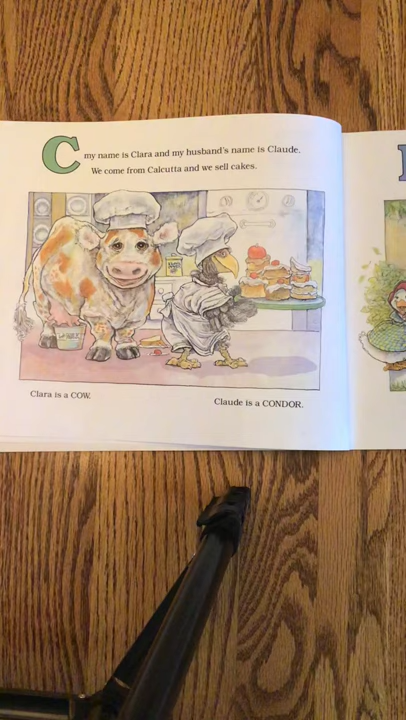 C my name is Clara and my husband's name is Claude.
We come from Calcutta and we sell cakes.
Clara is a COW.
Claude is a CONDOR.